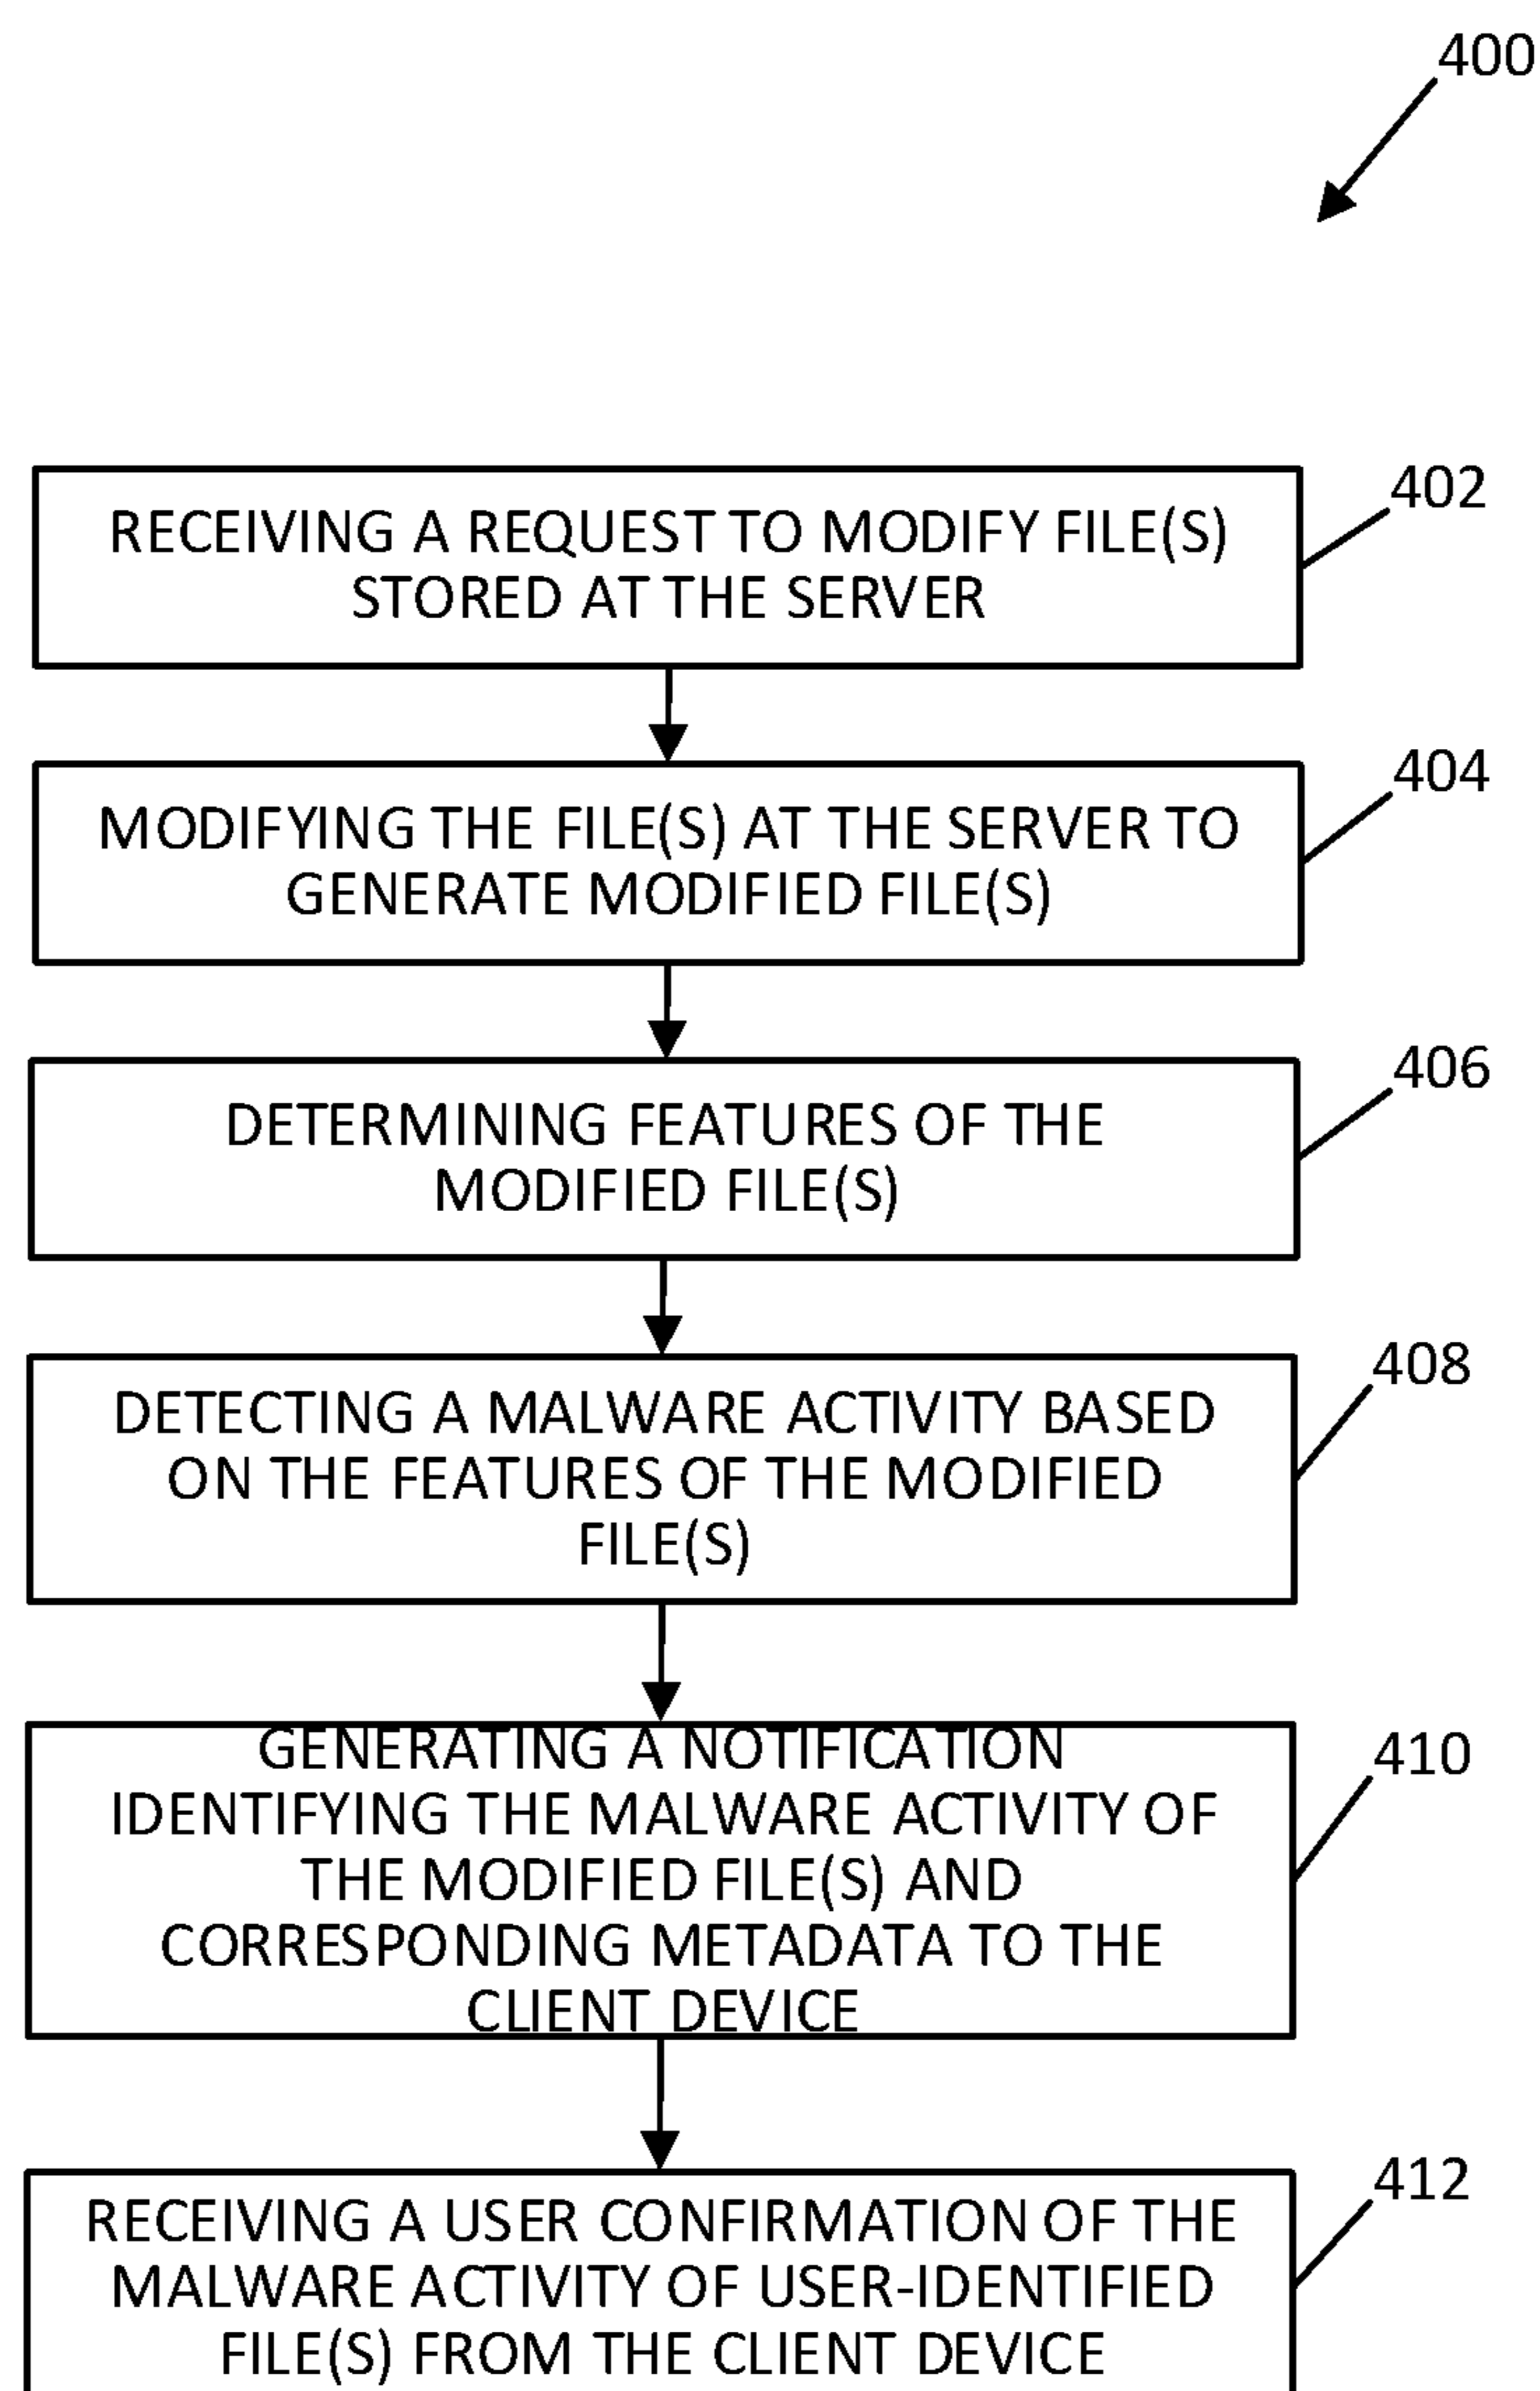 400
402
RECEIVING A REQUEST TO MODIFY FILE(S)
STORED AT THE SERVER
404
MODIFYING THE FILE(S) AT THE SERVER TO
GENERATE MODIFIED FILE(S)
406
DETERMINING FEATURES OF THE
MODIFIED FILE(S)
408
DETECTING A MALWARE ACTIVITY BASED
ON THE FEATURES OF THE MODIFIED
FILE(S)
410
GENERATING A NOTIFICATION
IDENTIFYING THE MALWARE ACTIVITY OF
THE MODIFIED FILE(S) AND
CORRESPONDING METADATA TO THE
CLIENT DEVICE
412
RECEIVING A USER CONFIRMATION OF THE
MALWARE ACTIVITY OF USER-IDENTIFIED
FILE(S) FROM THE CLIENT DEVICE